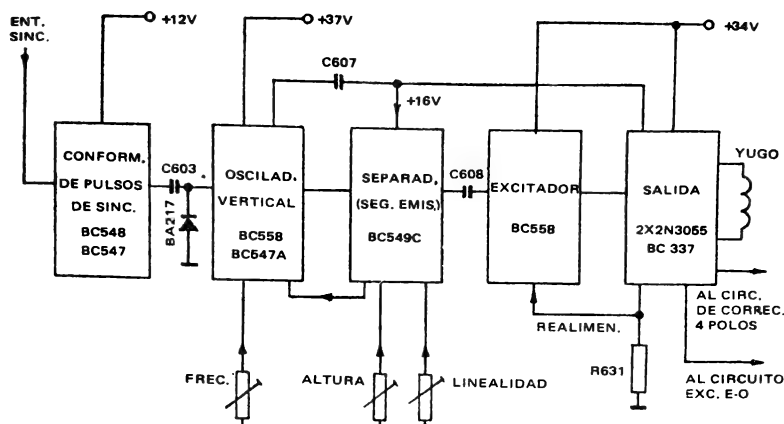 ENT.
SINC.
+12V
+37V
+34V
C607
+16V
CONFORM.
DE PULSOS
DE SINC.
BC548
BC547
C603
BA217
OSCILAD.
VERTICAL
BC558
BC547A
SEPARAD.
(SEG. EMIS.)
BC549C
C608
EXCITADOR
BC558
SALIDA
2X2N3055
BC 337
YUGO
REALIMEN.
AL CIRC.
DE CORREC.
4 POLOS
FREC.
ALTURA
LINEALIDAD
R631
AL CIRCUITO
EXC. E-O